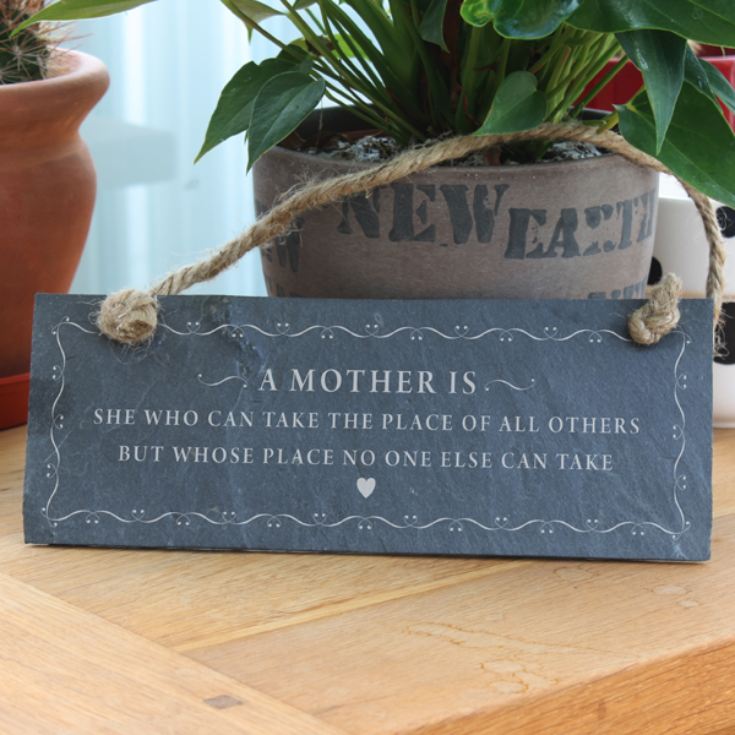 NEW EARTH
A MOTHER IS
SHE WHO CAN TAKE THE PLACE OF ALL OTHERS
BUT WHOSE PLACE NO ONE ELSE CAN TAKE